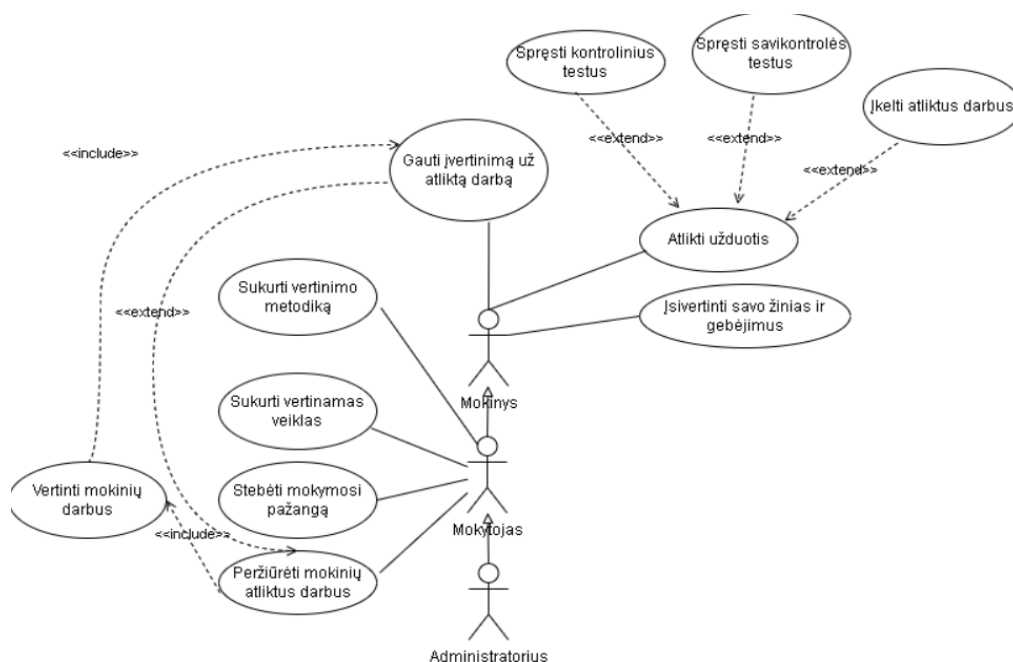 Spręsti kontrolinius
testus
Spręsti savikontrolės
testus
Įkelti atliktus darbus
<<include>>
<<extend>>
<<extend>>
<<extend>>
Gauti įvertinimą už
atliktą darbą
Atlikti užduotis
Sukurti vertinimo
metodiką
<<extend>>
Įsivertinti savo žinias ir
gebėjimus
Mokinys
Sukurti vertinamas
veiklas
Vertinti mokinių
darbus
Stebėti mokymosi
pažangą
<<include>>
Mokytojas
Peržiūrėti mokinių
atliktus darbus
Administratorius